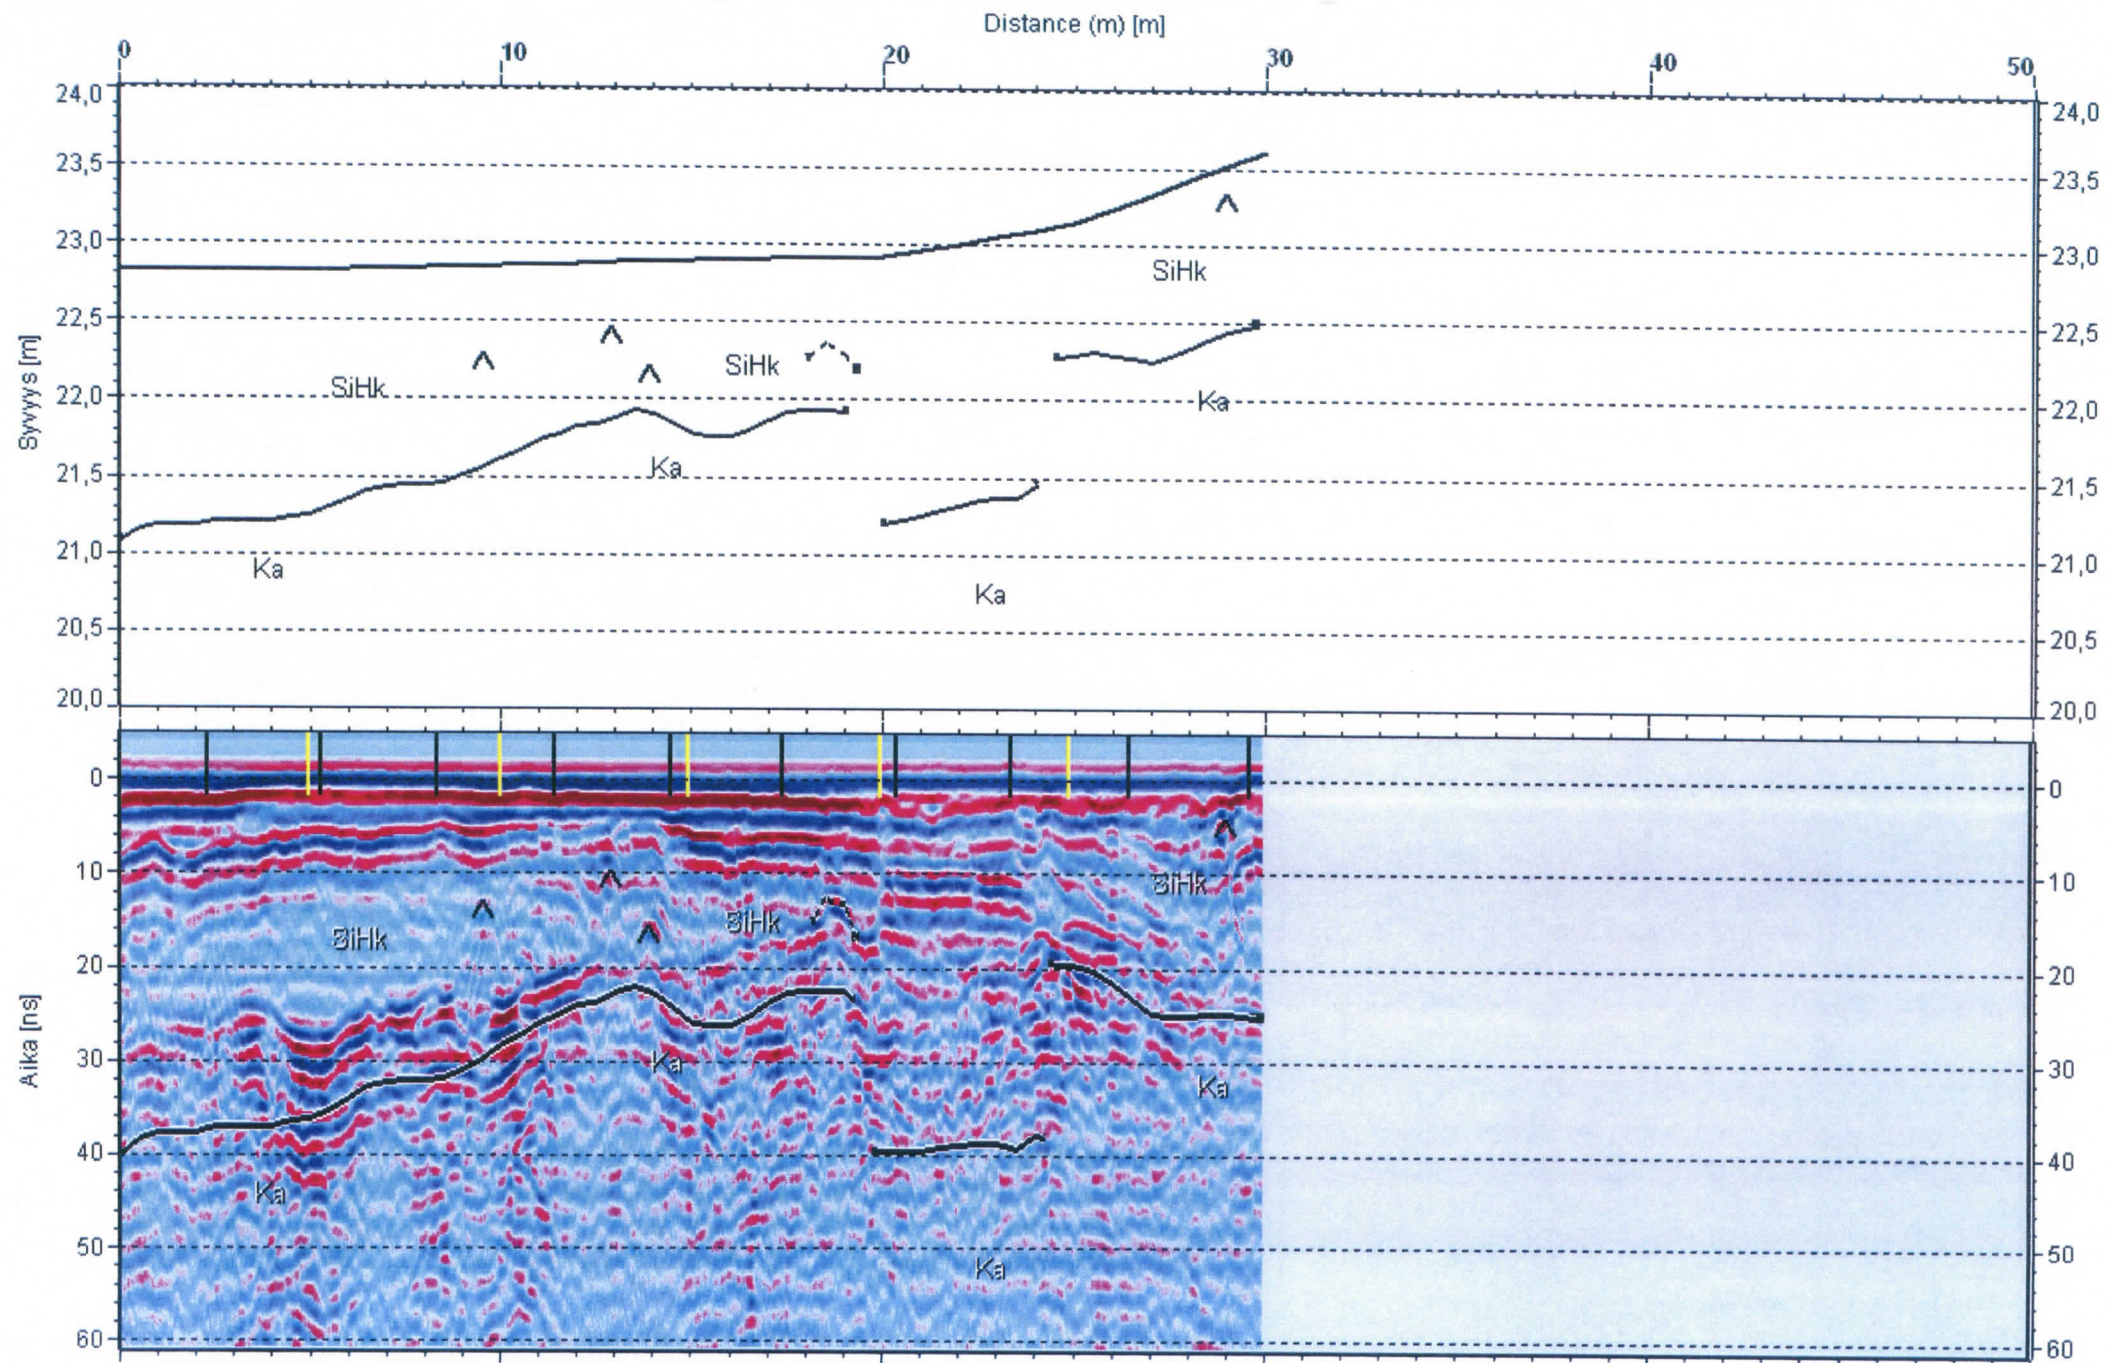 Distance (m) [m]
0 10 20 30 40 50
24,0 24,0
23,5 23,5
23,0 23,0
SiHk
22,5 22,5
SiHk
SiHk
22,0 Ka 22,0
Syvyys [m]
Ka
21,5 21,5
21,0 21,0
Ka
Ka
20,5 20,5
20,0 20,0
0 0
10 10
SiHk
SiHk
SiHk
20 20
Aika [ns]
30 Ka 30
Ka
40 40
Ka
50 50
Ka
60 60